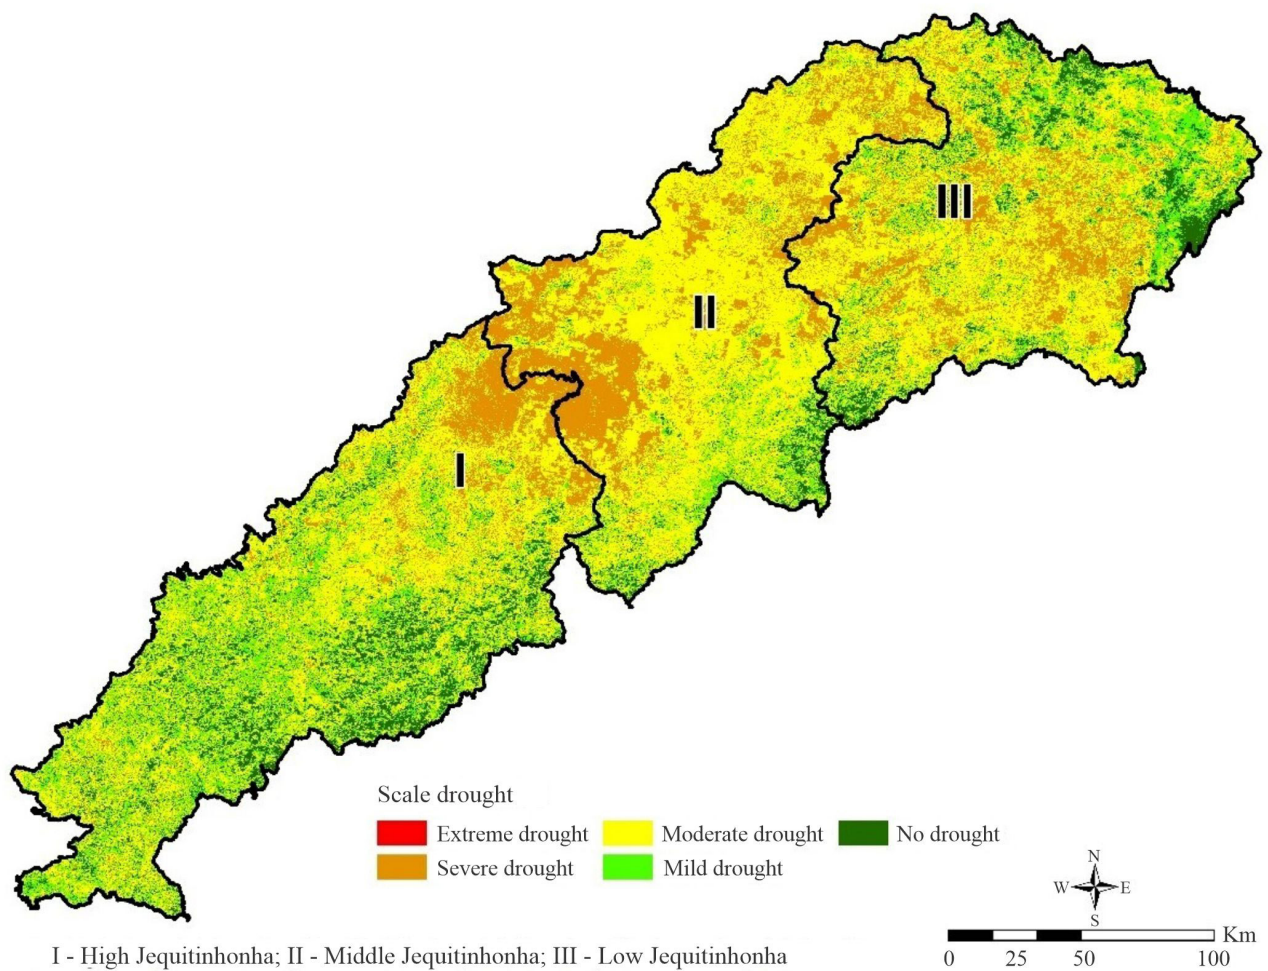 III
II
I
Scale drought
Extreme drought Moderate drought No drought
Severe drought Mild drought
N
W E
S
Km
0 25 50 100
I - High Jequitinhonha; II - Middle Jequitinhonha; III - Low Jequitinhonha